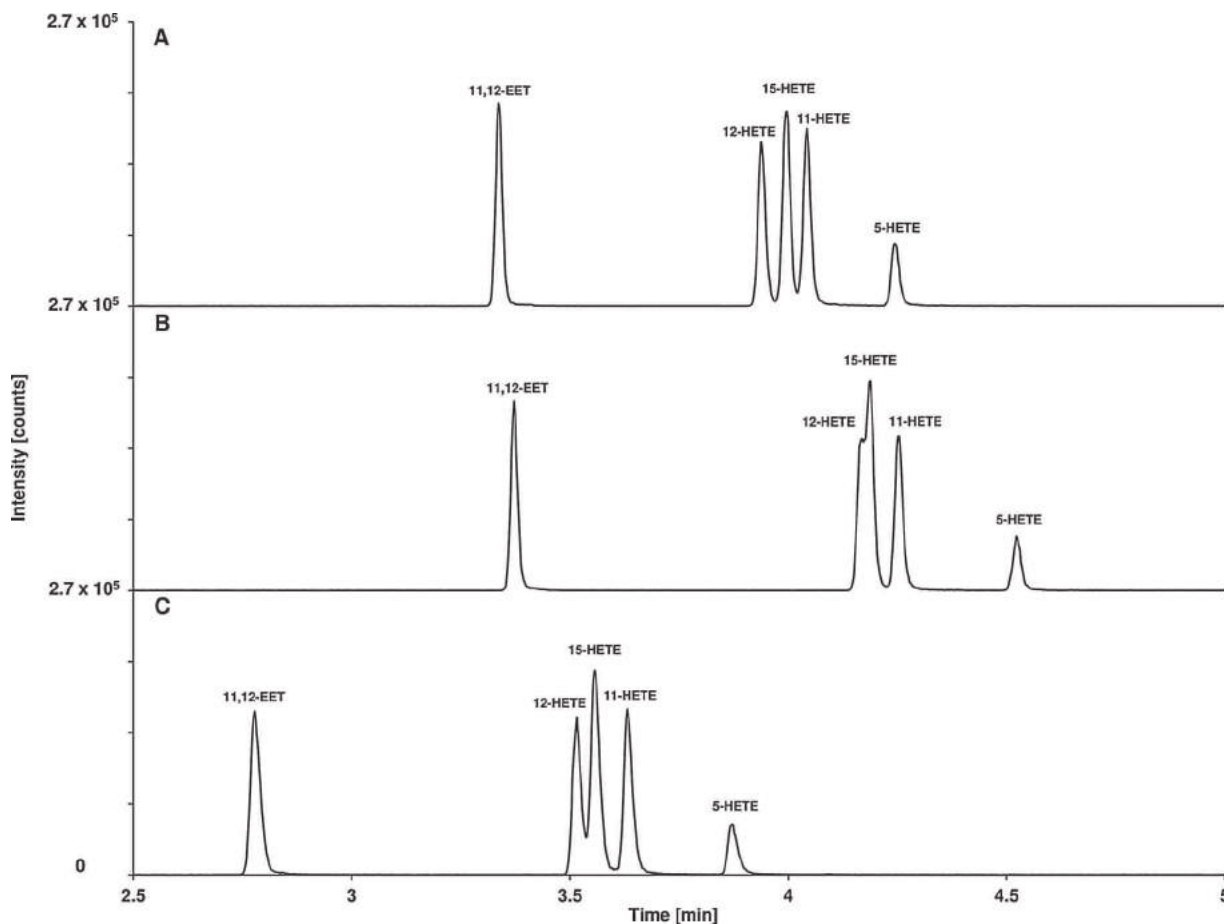 2.7 x 10⁵
A
11,12-EET
15-HETE
12-HETE
11-HETE
5-HETE
2.7 x 10⁵
B
11,12-EET
15-HETE
12-HETE
11-HETE
5-HETE
Intensity [counts]
2.7 x 10⁵
C
11,12-EET
15-HETE
12-HETE
11-HETE
5-HETE
0
2.5 3 3.5 4 4.5 5
Time [min]